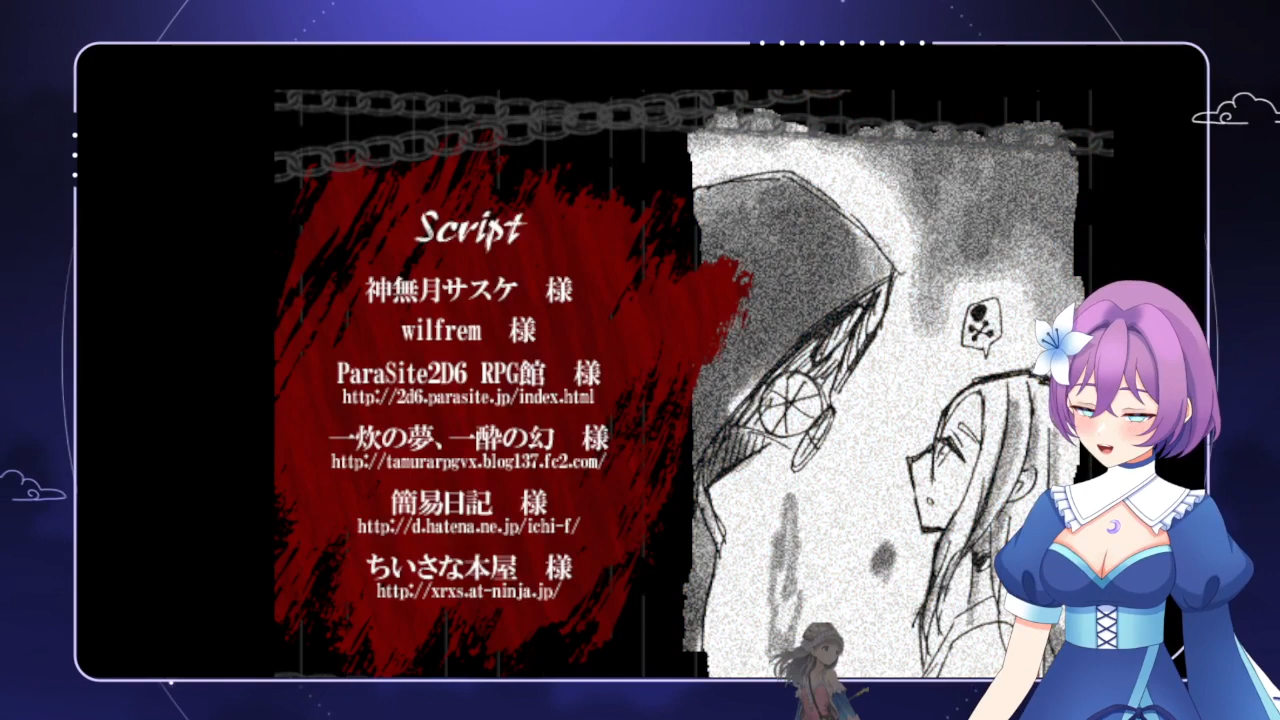 Script
神無月サスケ　様
wilfrem　様
ParaSite2D6 RPG館　様
http://2d6.parasite.jp/index.html
一炊の夢、一酔の幻　様
http://tamurarpgvx.blog137.fc2.com/
簡易日記　様
http://d.hatena.ne.jp/ichi-f/
ちいさな本屋　様
http://xrxs.at-ninja.jp/